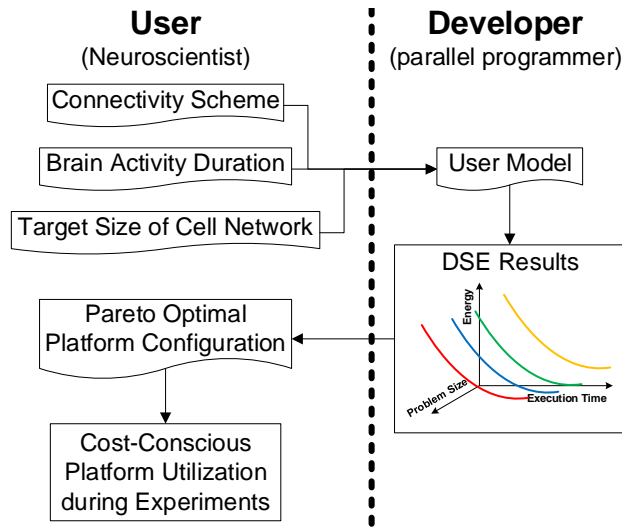 User
(Neuroscientist)
Developer
(parallel programmer)
Connectivity Scheme
Brain Activity Duration
Target Size of Cell Network
User Model
DSE Results
Energy
Problem Size
Execution Time
Pareto Optimal
Platform Configuration
Cost-Conscious
Platform Utilization
during Experiments